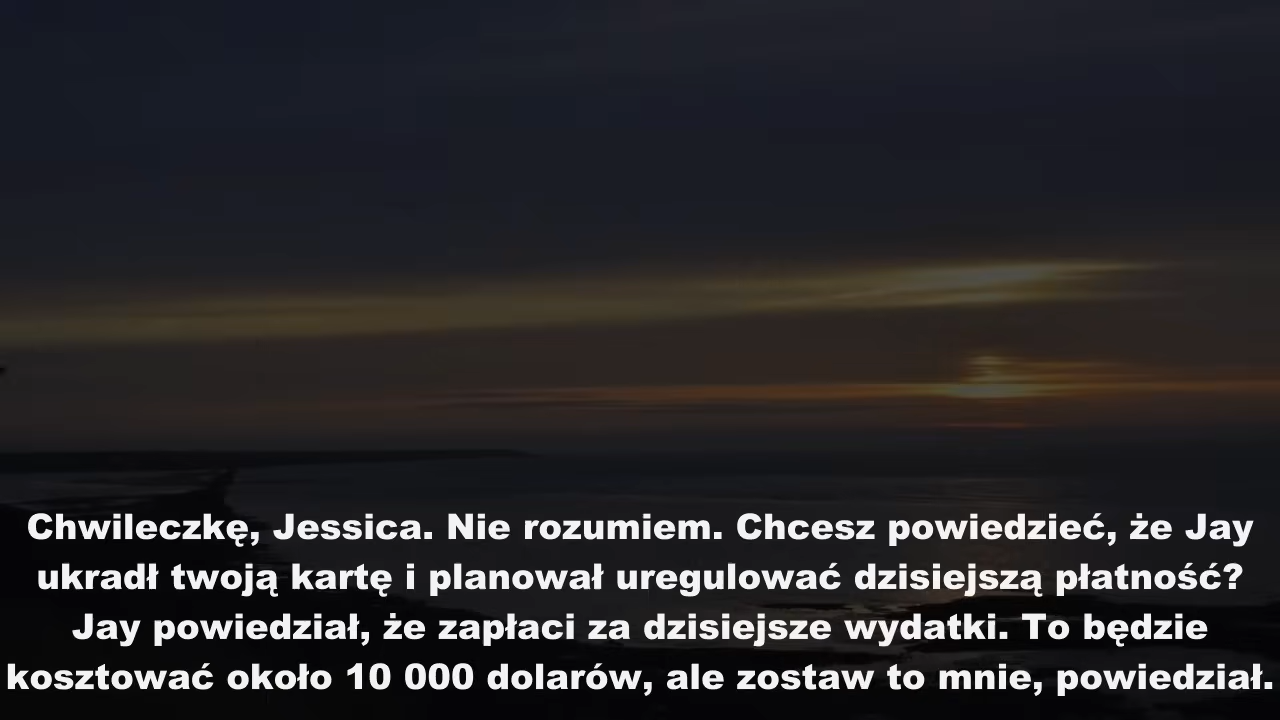 Chwileczkę, Jessica. Nie rozumiem. Chcesz powiedzieć, że Jay
ukradł twoją kartę i planował uregulować dzisiejszą płatność?
Jay powiedział, że zapłaci za dzisiejsze wydatki. To będzie
kosztować około 10 000 dolarów, ale zostaw to mnie, powiedział.